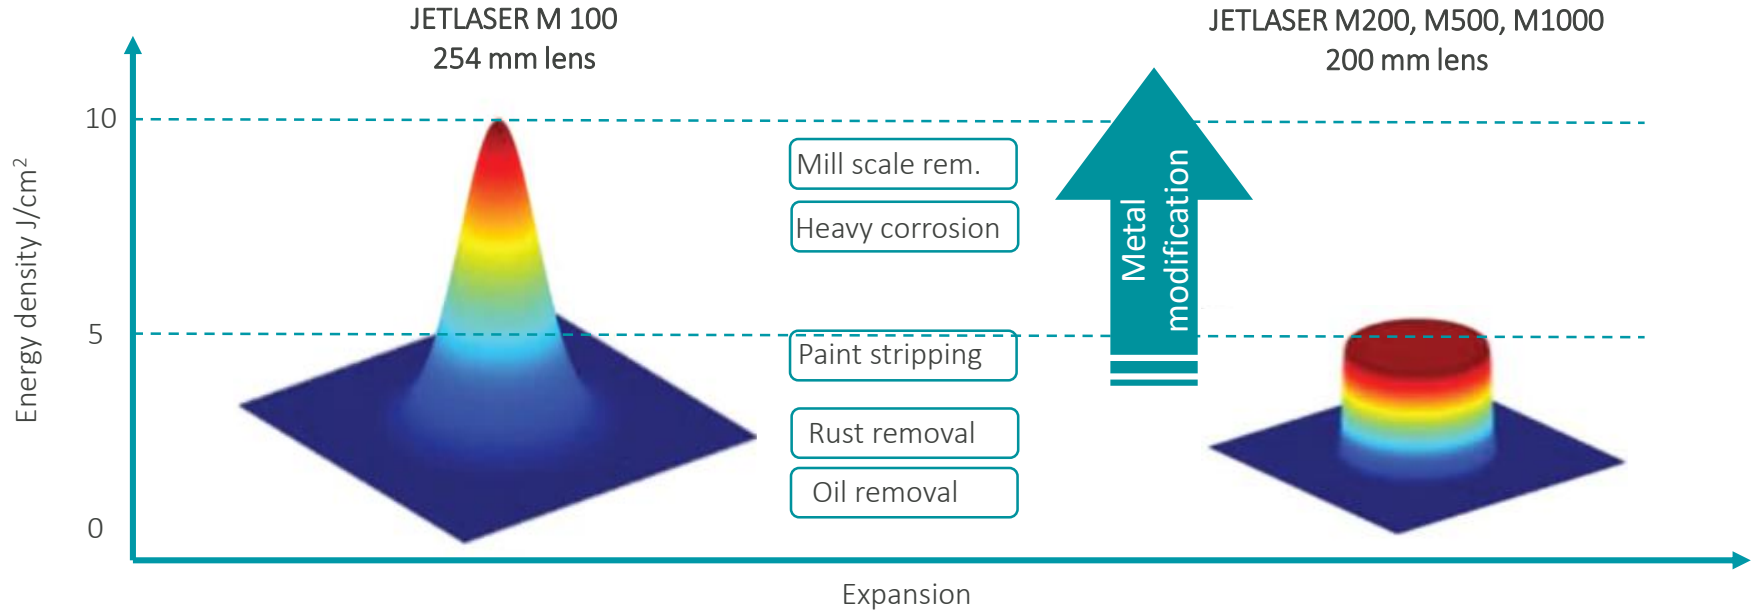 JETLASER M 100
254 mm lens
JETLASER M200, M500, M1000
200 mm lens
Energy density J/cm²
10
5
0
Mill scale rem.
Heavy corrosion
Paint stripping
Rust removal
Oil removal
Metal
modification
Expansion